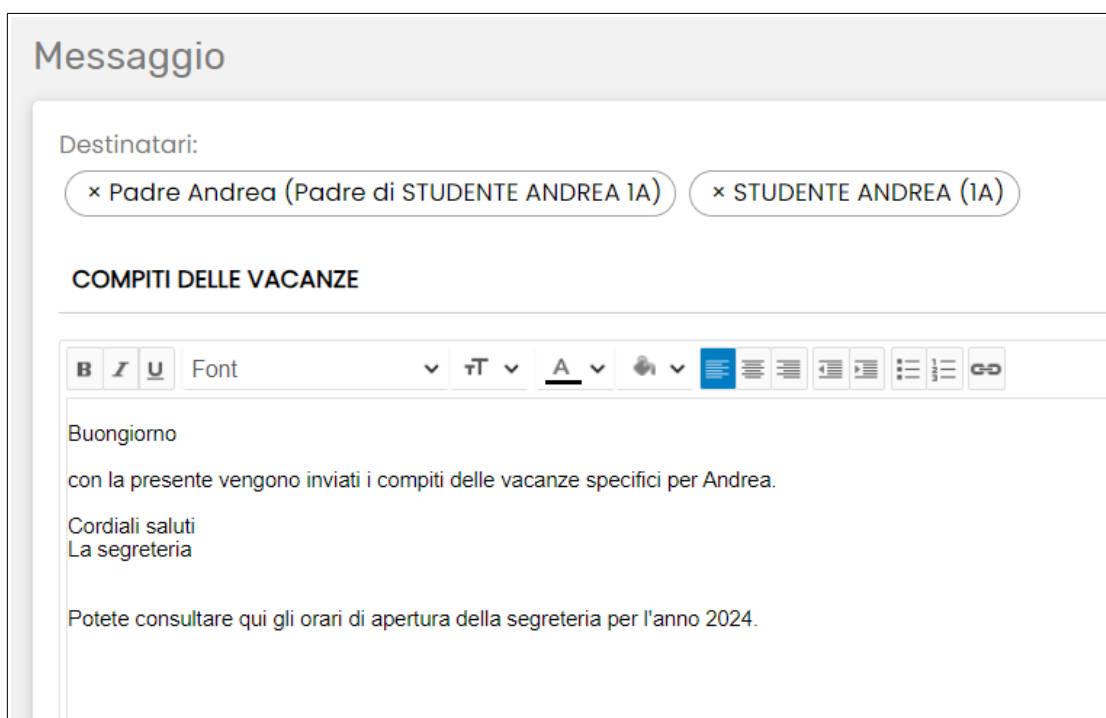 Messaggio
Destinatari:
× Padre Andrea (Padre di STUDENTE ANDREA 1A) × STUDENTE ANDREA (1A)
COMPITI DELLE VACANZE
B I U Font TT A
Buongiorno
con la presente vengono inviati i compiti delle vacanze specifici per Andrea.
Cordiali saluti
La segreteria
Potete consultare qui gli orari di apertura della segreteria per l'anno 2024.